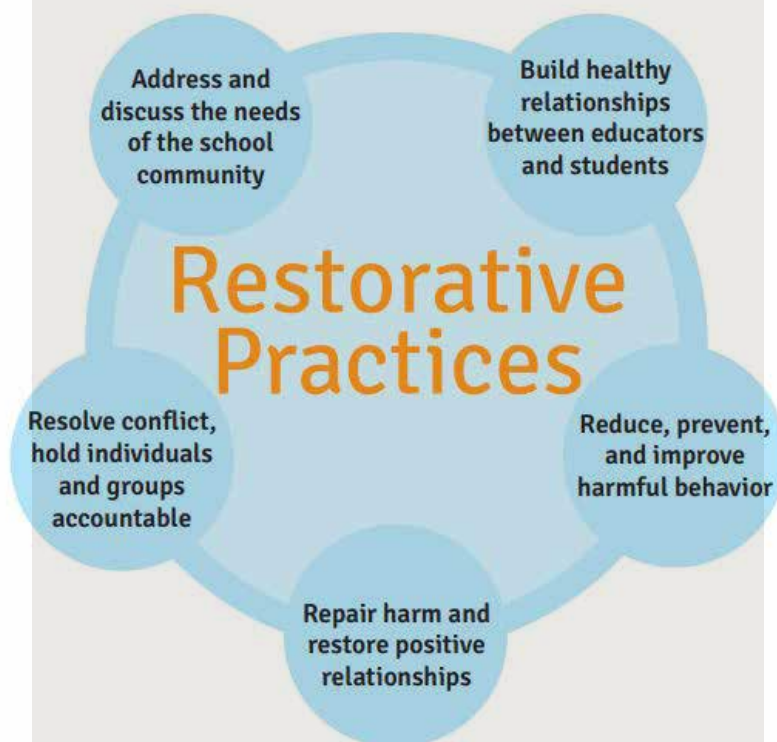 Address and
discuss the needs
of the school
community
Build healthy
relationships
between educators
and students
Restorative
Practices
Resolve conflict,
hold individuals
and groups
accountable
Reduce, prevent,
and improve
harmful behavior
Repair harm and
restore positive
relationships